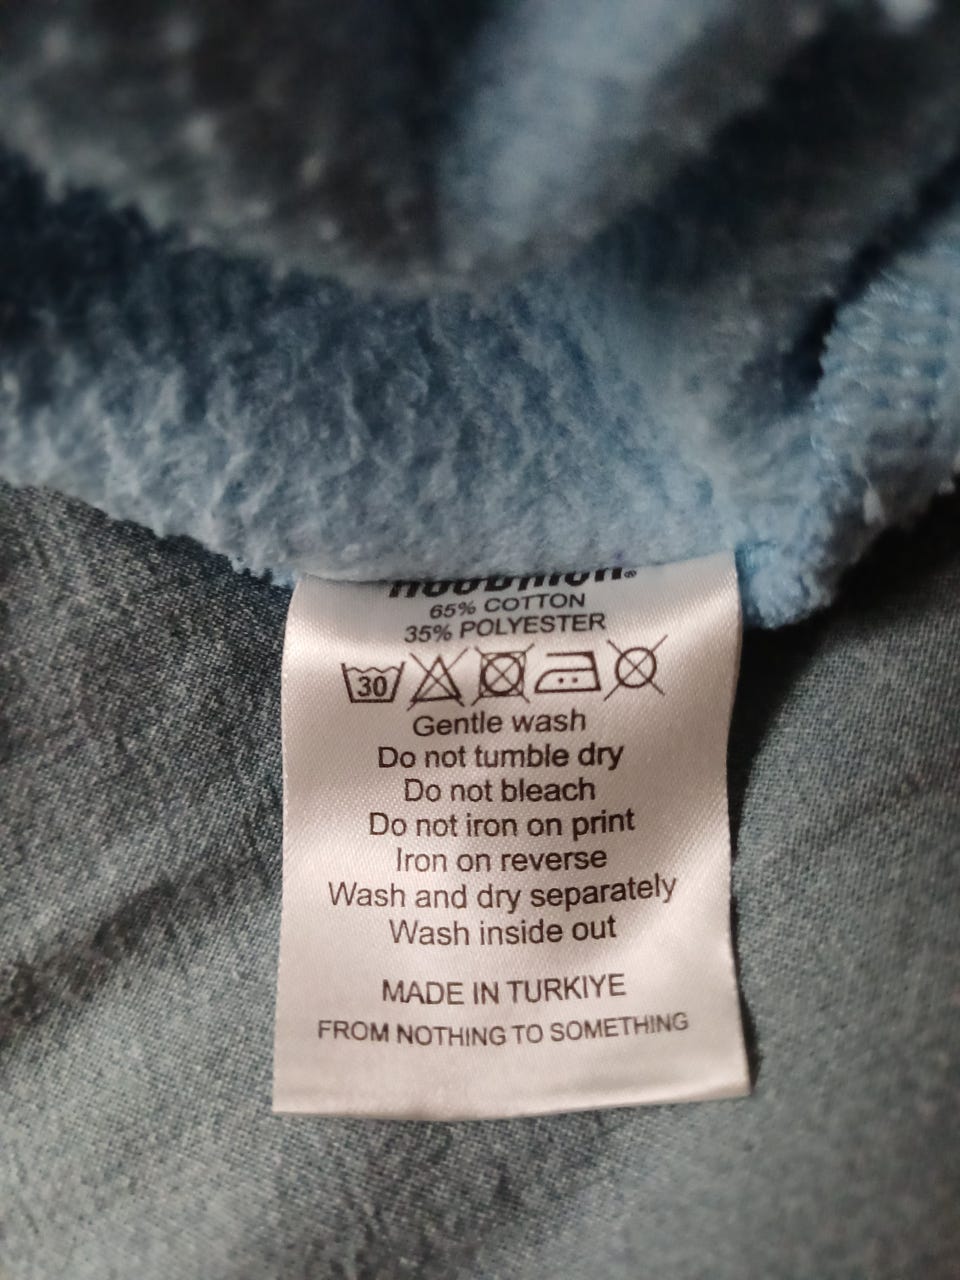 65% COTTON
35% POLYESTER
30
Gentle wash
Do not tumble dry
Do not bleach
Do not iron on print
Iron on reverse
Wash and dry separately
Wash inside out
MADE IN TURKIYE
FROM NOTHING TO SOMETHING